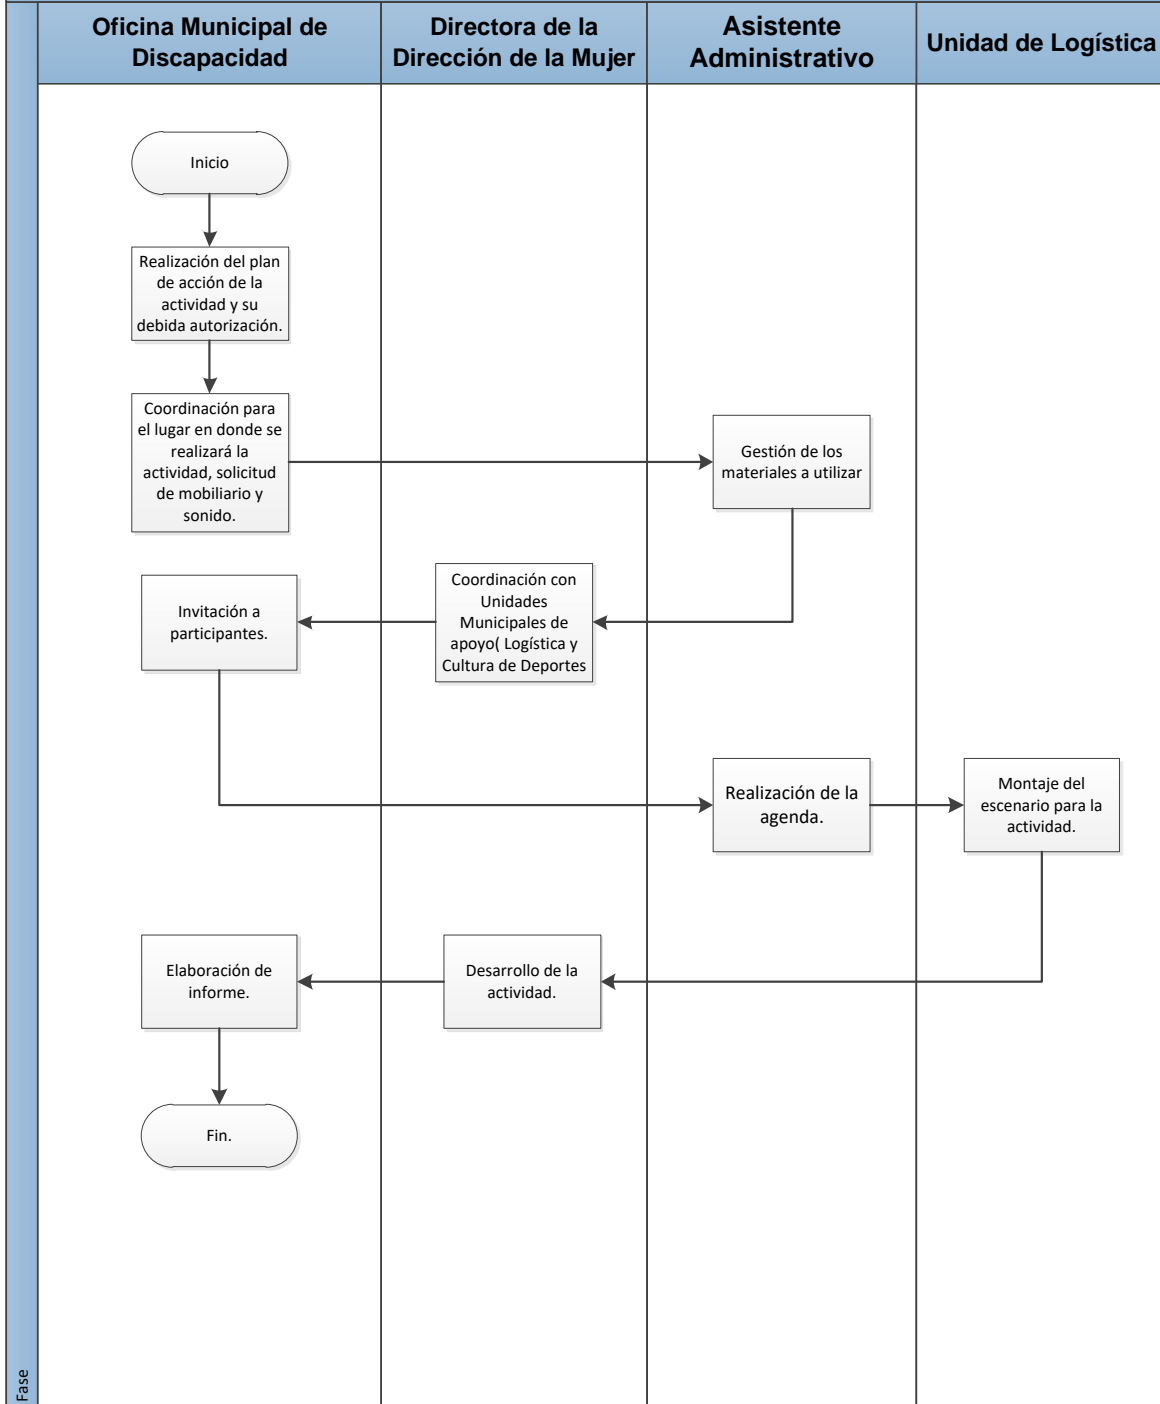 Oficina Municipal de
Discapacidad
Directora de la
Dirección de la Mujer
Asistente
Administrativo
Unidad de Logística
Inicio
Realización del plan
de acción de la
actividad y su
debida autorización.
Coordinación para
el lugar en donde se
realizará la
actividad, solicitud
de mobiliario y
sonido.
Gestión de los
materiales a utilizar
Coordinación con
Unidades
Municipales de
apoyo( Logística y
Cultura de Deportes
Invitación a
participantes.
Realización de la
agenda.
Montaje del
escenario para la
actividad.
Desarrollo de la
actividad.
Elaboración de
informe.
Fin.
Fase